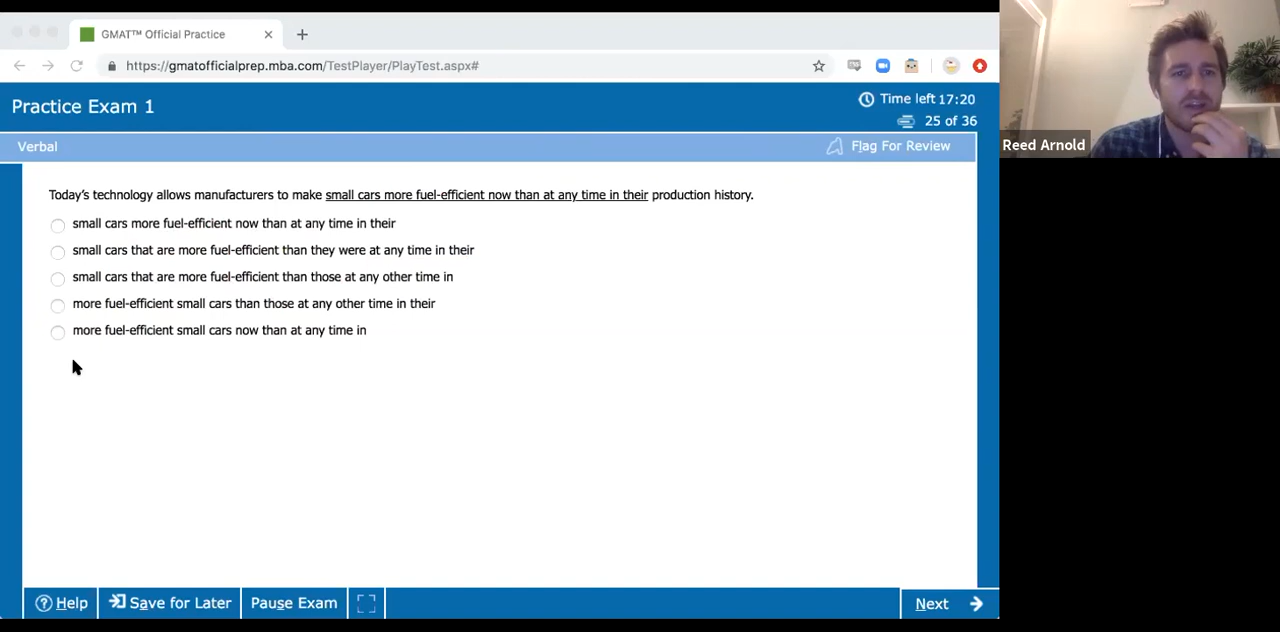 GMAT™ Official Practice
https://gmatofficialprep.mba.com/TestPlayer/PlayTest.aspx#
Practice Exam 1
Time left 17:20
25 of 36
Verbal
Flag For Review
Reed Arnold
Today's technology allows manufacturers to make small cars more fuel-efficient now than at any time in their production history.
small cars more fuel-efficient now than at any time in their
small cars that are more fuel-efficient than they were at any time in their
small cars that are more fuel-efficient than those at any other time in
more fuel-efficient small cars than those at any other time in their
more fuel-efficient small cars now than at any time in
Help
Save for Later
Pause Exam
Next